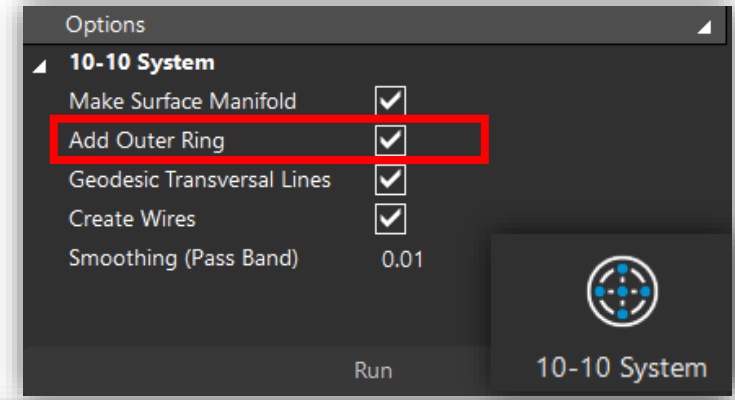 Options
10-10 System
Make Surface Manifold
Add Outer Ring
Geodesic Transversal Lines
Create Wires
Smoothing (Pass Band) 0.01
Run
10-10 System